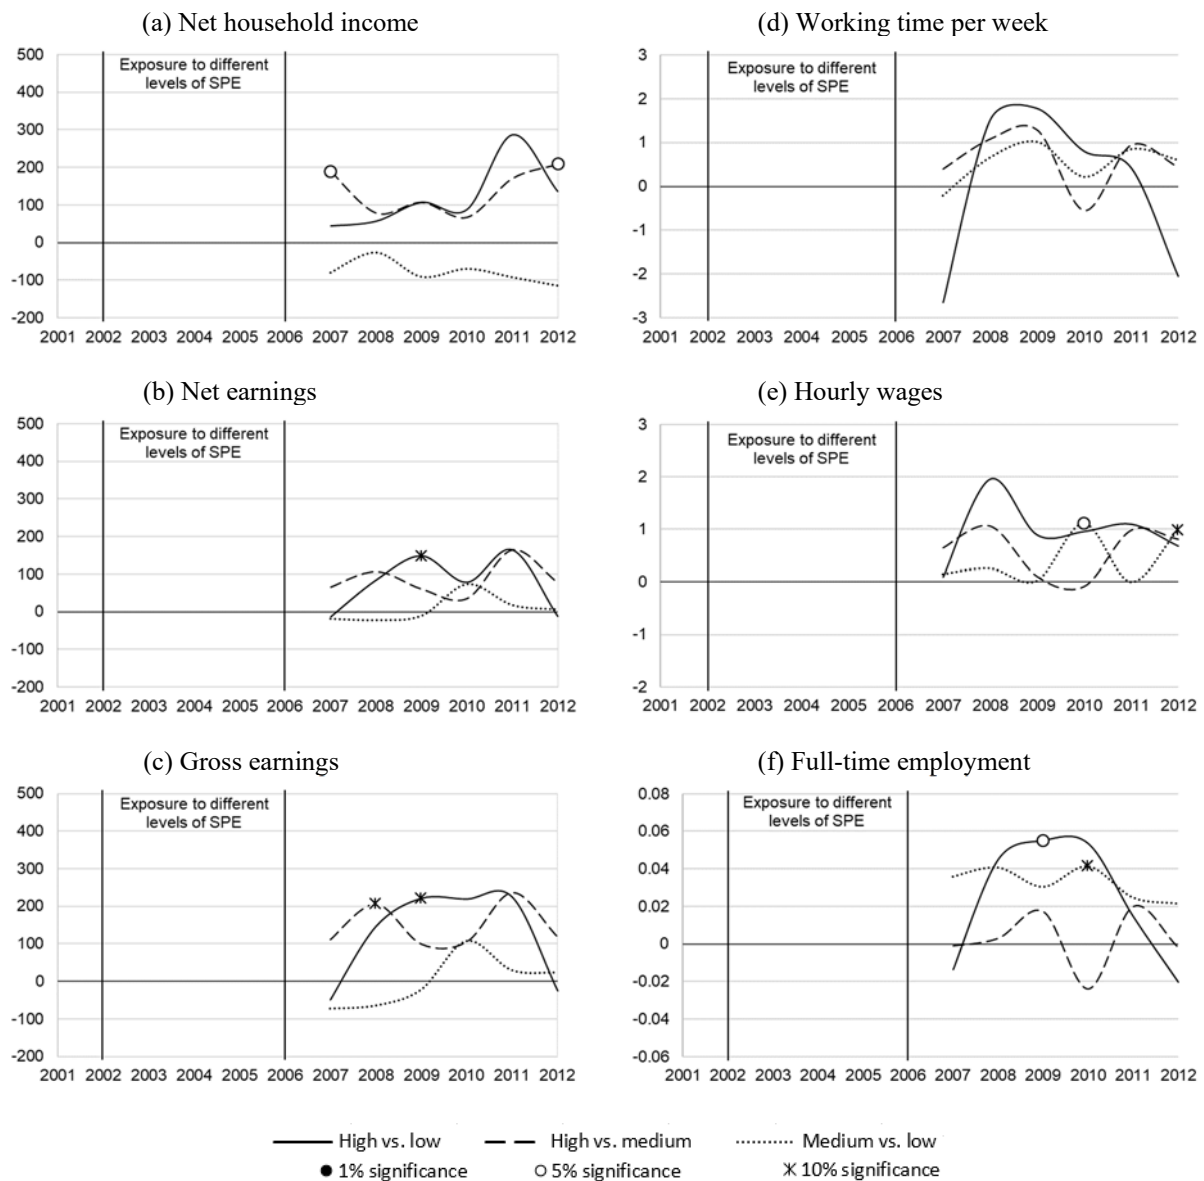 (a) Net household income
500
400
300
200
100
0
-100
-200
Exposure to different
levels of SPE
2001 2002 2003 2004 2005 2006 2007 2008 2009 2010 2011 2012
(b) Net earnings
500
400
300
200
100
0
-100
-200
Exposure to different
levels of SPE
2001 2002 2003 2004 2005 2006 2007 2008 2009 2010 2011 2012
(c) Gross earnings
500
400
300
200
100
0
-100
-200
Exposure to different
levels of SPE
2001 2002 2003 2004 2005 2006 2007 2008 2009 2010 2011 2012
(d) Working time per week
3
2
1
0
-1
-2
-3
Exposure to different
levels of SPE
2001 2002 2003 2004 2005 2006 2007 2008 2009 2010 2011 2012
(e) Hourly wages
3
2
1
0
-1
-2
Exposure to different
levels of SPE
2001 2002 2003 2004 2005 2006 2007 2008 2009 2010 2011 2012
(f) Full-time employment
0.08
0.06
0.04
0.02
0
-0.02
-0.04
-0.06
Exposure to different
levels of SPE
2001 2002 2003 2004 2005 2006 2007 2008 2009 2010 2011 2012
High vs. low High vs. medium Medium vs. low
1% significance 5% significance 10% significance